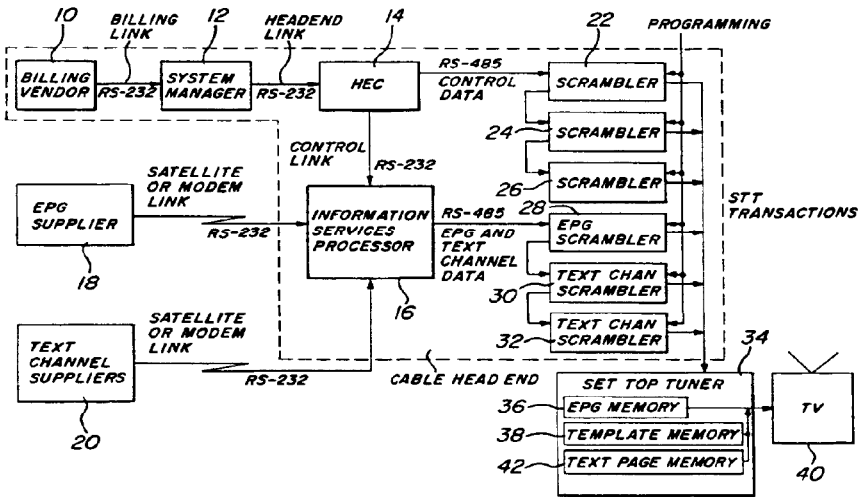 10
BILLING
LINK
12
HEADEND
LINK
14
22
PROGRAMMING
BILLING
VENDOR
RS-232
SYSTEM
MANAGER
RS-232
HEC
RS-485
CONTROL
DATA
SCRAMBLER
24
SCRAMBLER
CONTROL
LINK
RS-232
26
SCRAMBLER
SATELLITE
OR MODEM
LINK
EPG
SUPPLIER
18
RS-232
INFORMATION
SERVICES
PROCESSOR
16
RS-485
EPG AND
TEXT
CHANNEL
DATA
28
EPG
SCRAMBLER
STT
TRANSACTIONS
30
TEXT CHAN
SCRAMBLER
32
TEXT CHAN
SCRAMBLER
SATELLITE
OR MODEM
LINK
TEXT
CHANNEL
SUPPLIERS
20
RS-232
CABLE HEAD END
34
SET TOP TUNER
36
EPG MEMORY
38
TEMPLATE MEMORY
42
TEXT PAGE MEMORY
TV
40